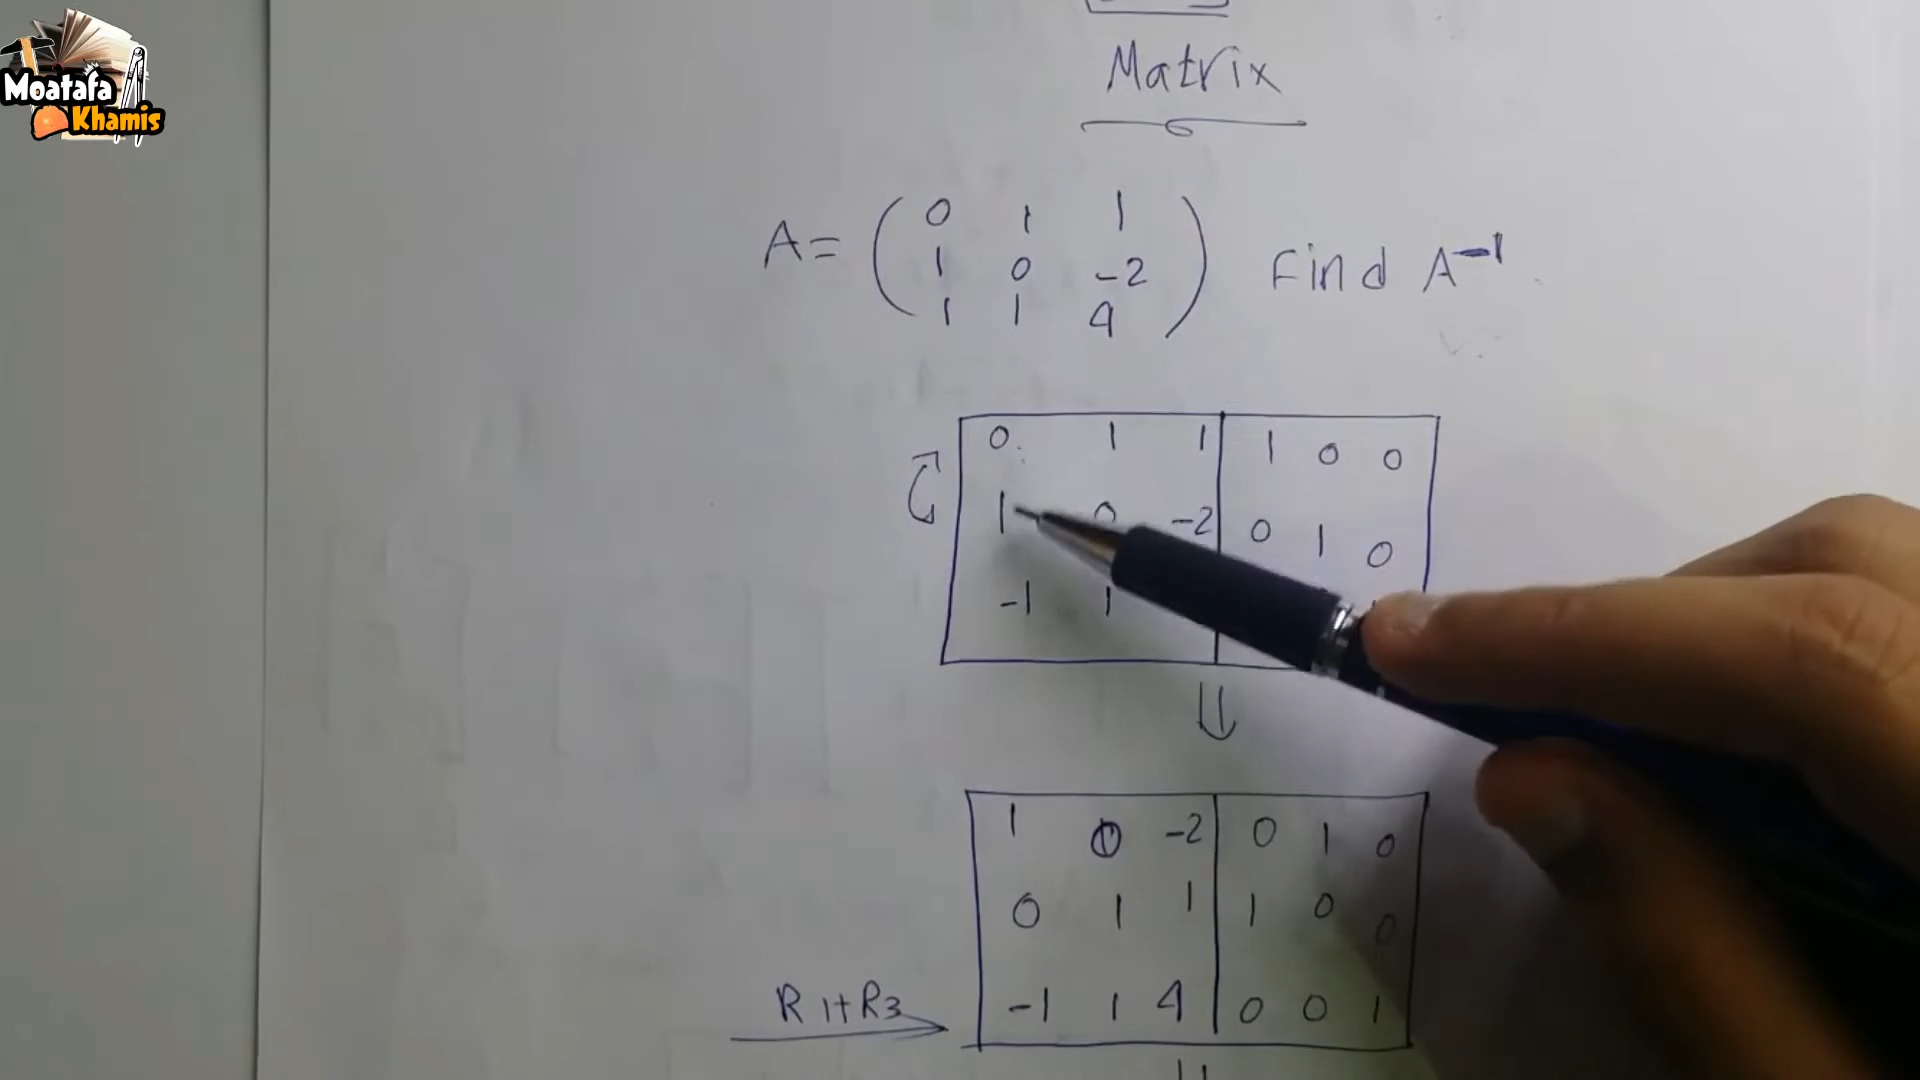 Moatafa
Khamis
Matrix
A = ( 0 1 1
1 0 -2
1 1 4 ) Find A⁻¹
0 1 1 | 1 0 0
1 0 -2 | 0 1 0
-1 1
1 0 -2 | 0 1 0
0 1 1 | 1 0 0
R1+R3 -1 1 4 | 0 0 1